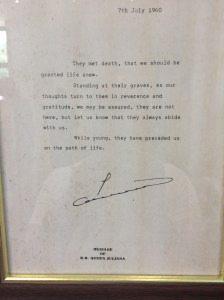 7th July 1960
They met death, that we should be
granted life anew.
Standing at their graves, as our
thoughts turn to them in reverence and
gratitude, we may be assured, they are not
here, but let us know that they always abide
with us.
While young, they have preceded us
on the path of life.
MESSAGE
OF
H.M. QUEEN JULIANA